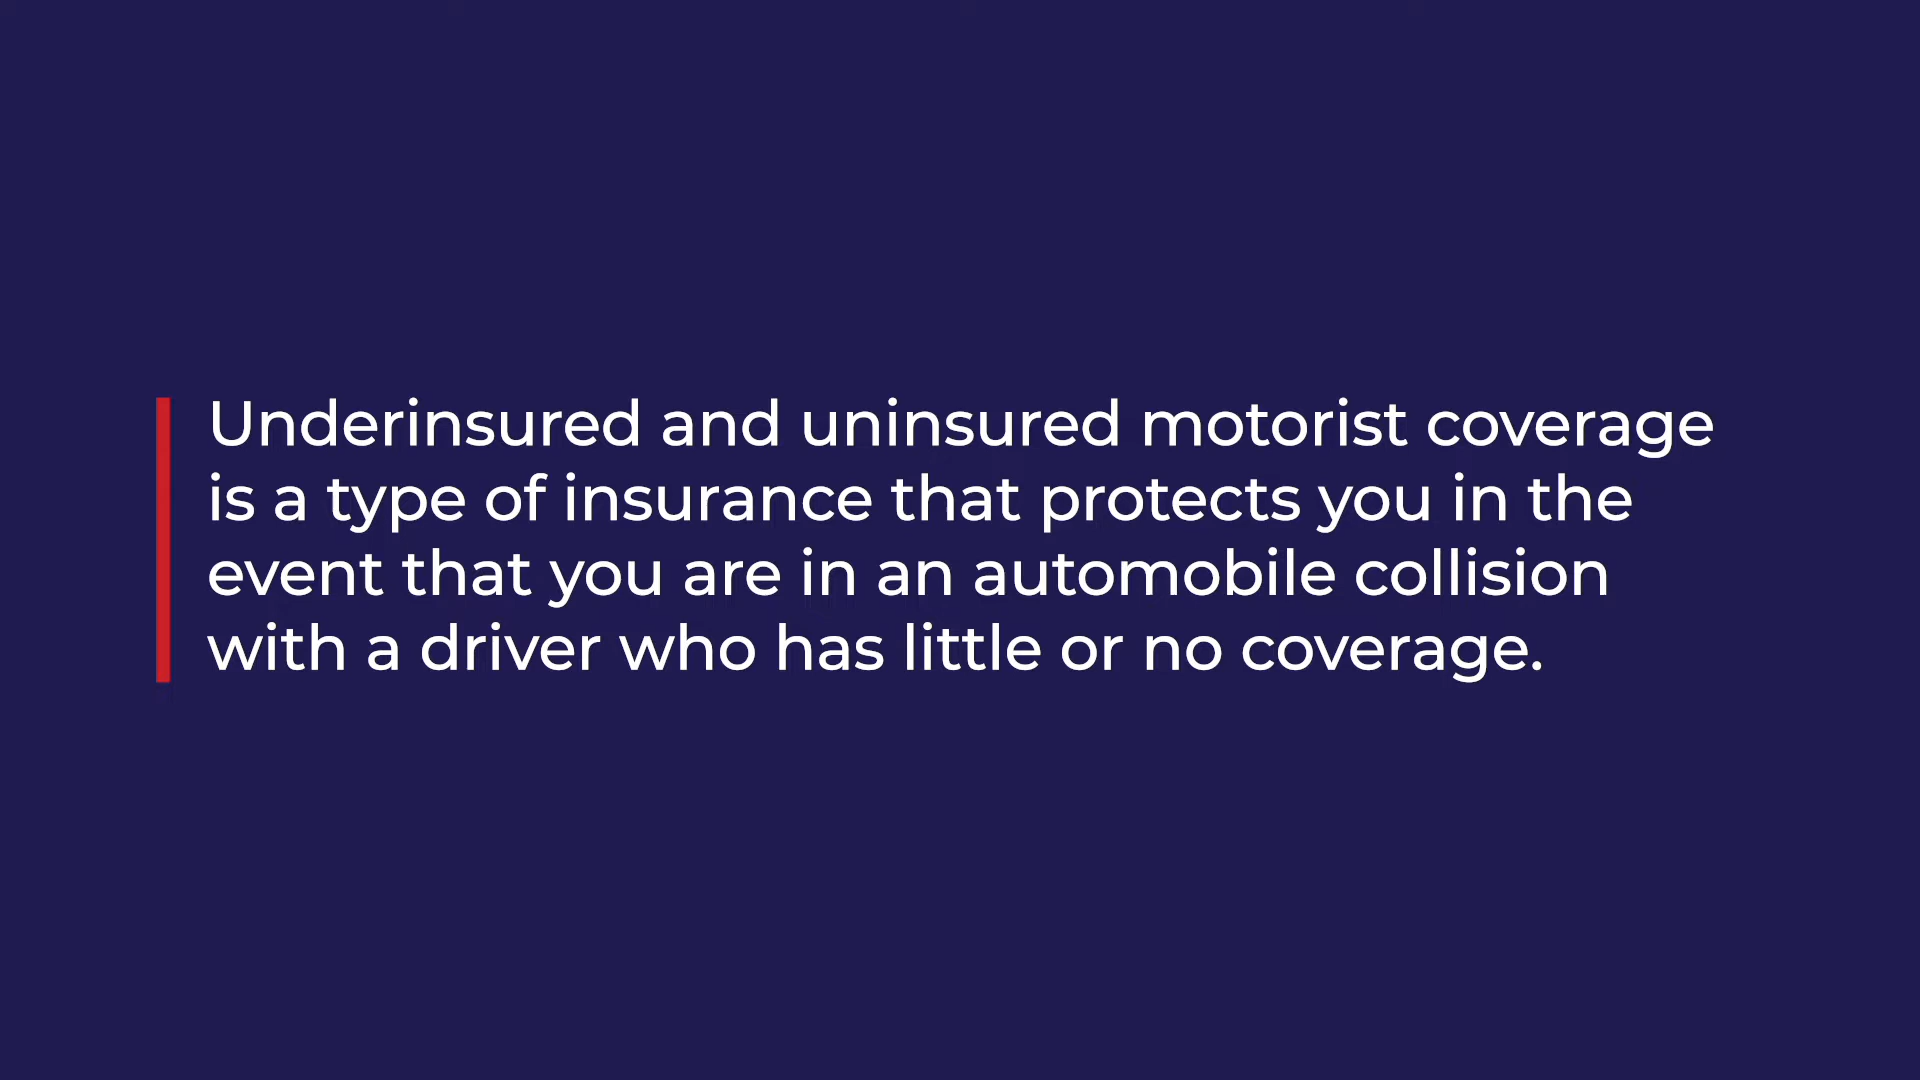 Underinsured and uninsured motorist coverage
is a type of insurance that protects you in the
event that you are in an automobile collision
with a driver who has little or no coverage.